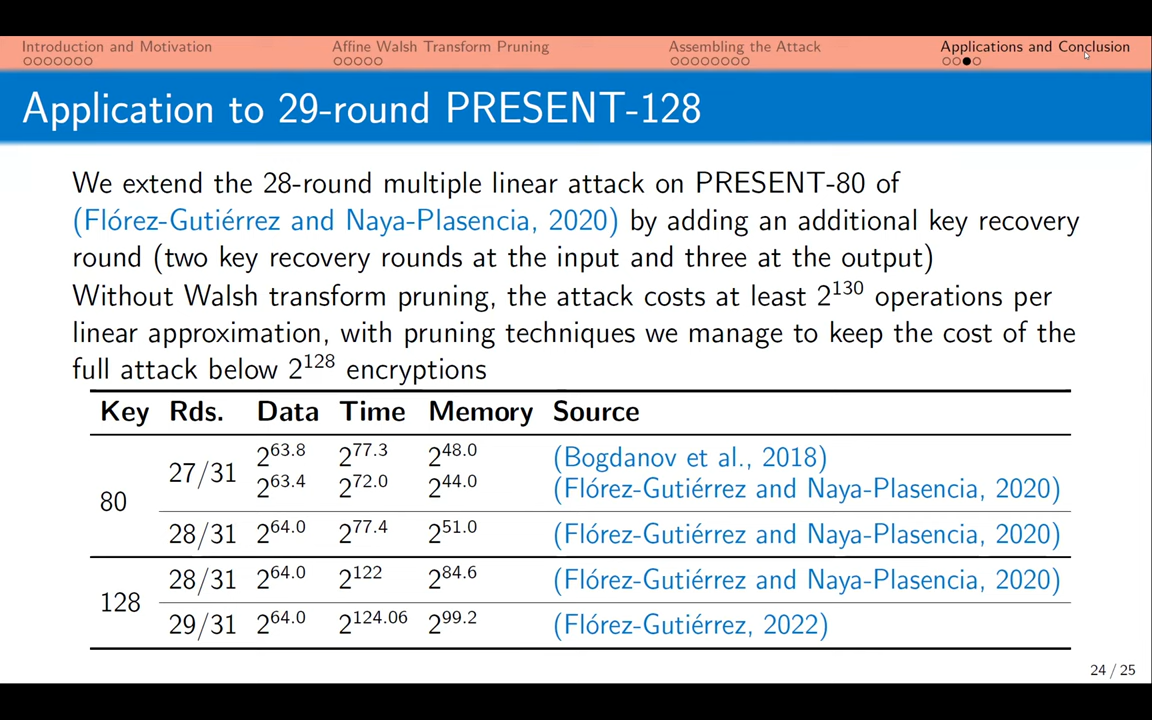 Introduction and Motivation Affine Walsh Transform Pruning Assembling the Attack Applications and Conclusion
Application to 29-round PRESENT-128
We extend the 28-round multiple linear attack on PRESENT-80 of
(Flórez-Gutiérrez and Naya-Plasencia, 2020) by adding an additional key recovery
round (two key recovery rounds at the input and three at the output)
Without Walsh transform pruning, the attack costs at least 2^130 operations per
linear approximation, with pruning techniques we manage to keep the cost of the
full attack below 2^128 encryptions
Key Rds. Data Time Memory Source
80
27/31
2^63.8 2^77.3 2^48.0 (Bogdanov et al., 2018)
2^63.4 2^72.0 2^44.0 (Flórez-Gutiérrez and Naya-Plasencia, 2020)
28/31 2^64.0 2^77.4 2^51.0 (Flórez-Gutiérrez and Naya-Plasencia, 2020)
128
28/31 2^64.0 2^122 2^84.6 (Flórez-Gutiérrez and Naya-Plasencia, 2020)
29/31 2^64.0 2^124.06 2^99.2 (Flórez-Gutiérrez, 2022)
24 / 25